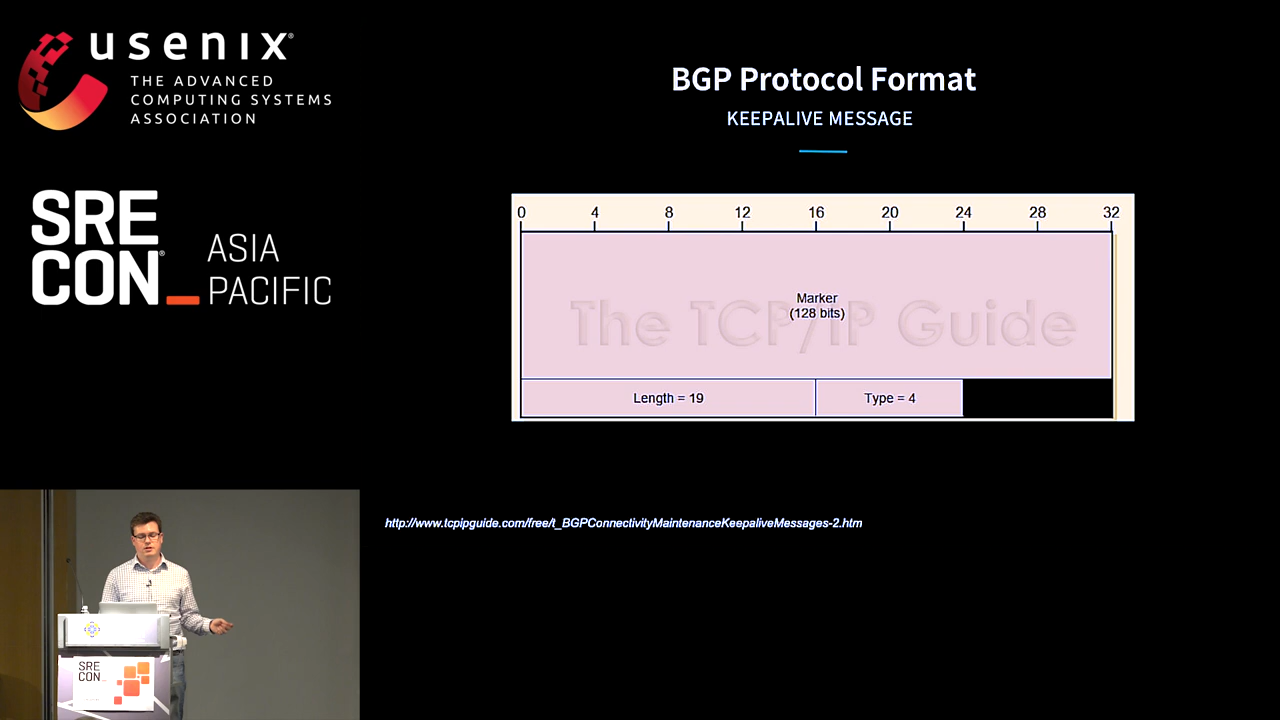 usenix®
THE ADVANCED
COMPUTING SYSTEMS
ASSOCIATION
SRE
CON® ASIA
PACIFIC
BGP Protocol Format
KEEPALIVE MESSAGE
0 4 8 12 16 20 24 28 32
Marker
(128 bits)
The TCP/IP Guide
Length = 19 Type = 4
http://www.tcpipguide.com/free/t_BGPConnectivityMaintenanceKeepaliveMessages-2.htm
SRE
CON_